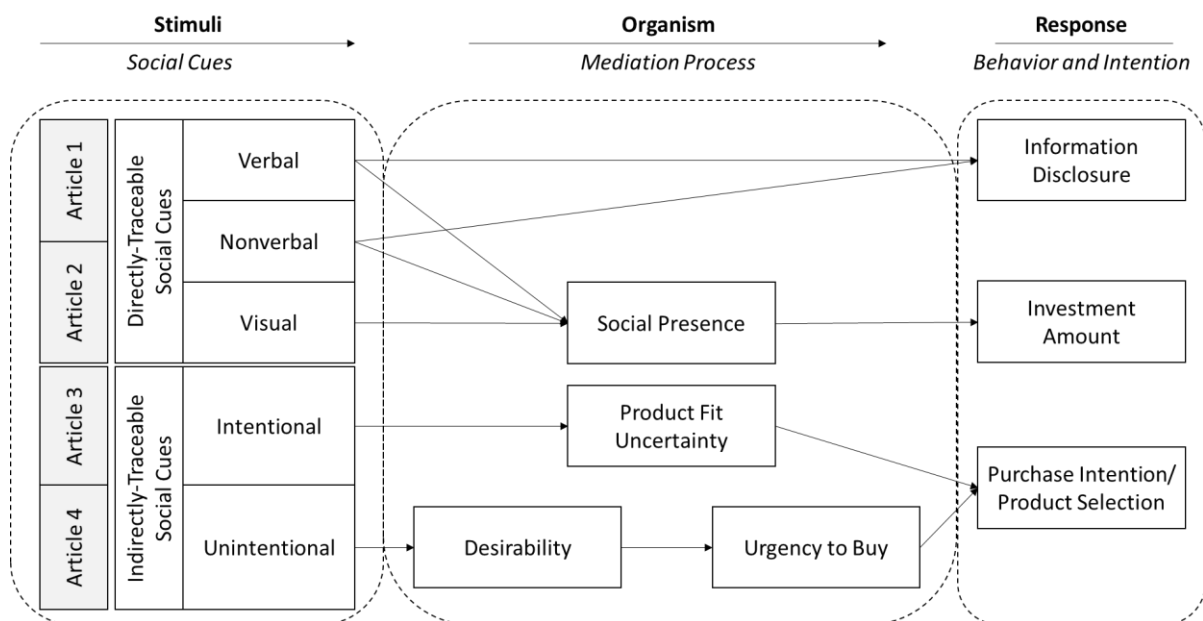 Stimuli
Social Cues
Organism
Mediation Process
Response
Behavior and Intention
Article 1
Article 2
Article 3
Article 4
Directly-Traceable
Social Cues
Indirectly-Traceable
Social Cues
Verbal
Nonverbal
Visual
Intentional
Unintentional
Social Presence
Product Fit
Uncertainty
Desirability
Urgency to Buy
Information
Disclosure
Investment
Amount
Purchase Intention/
Product Selection